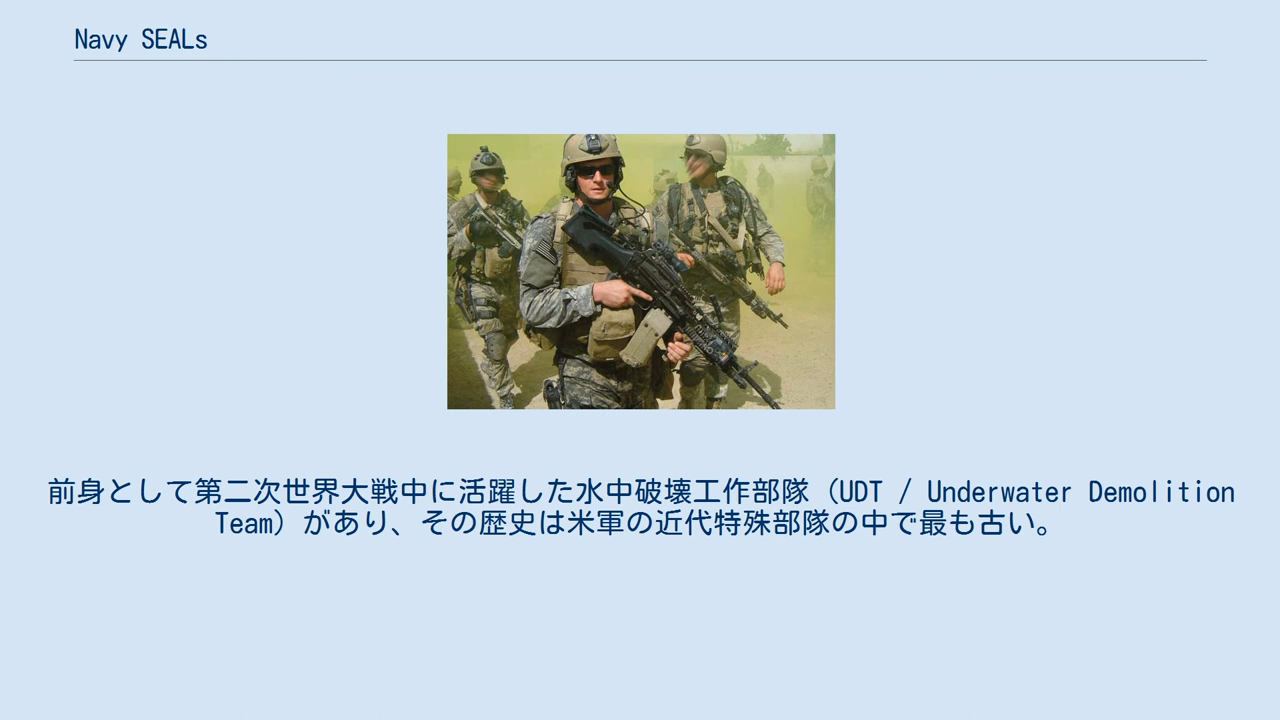 Navy SEALs
前身として第二次世界大戦中に活躍した水中破壊工作部隊（UDT / Underwater Demolition
Team）があり、その歴史は米軍の近代特殊部隊の中で最も古い。